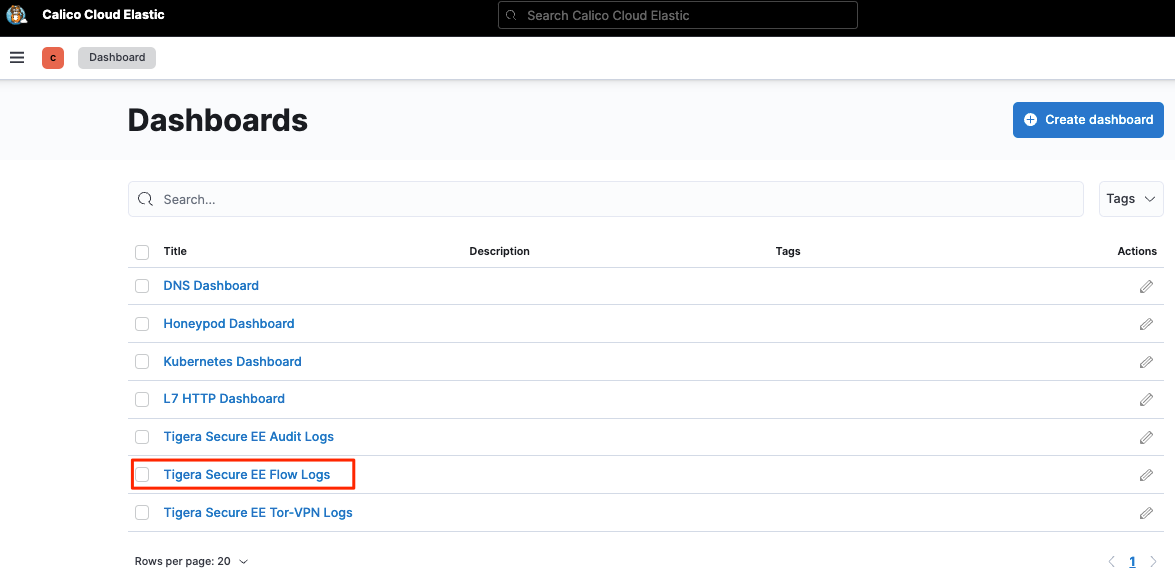 Calico Cloud Elastic
Search Calico Cloud Elastic
c
Dashboard
Dashboards
Create dashboard
Search...
Tags
Title Description Tags Actions
DNS Dashboard
Honeypod Dashboard
Kubernetes Dashboard
L7 HTTP Dashboard
Tigera Secure EE Audit Logs
Tigera Secure EE Flow Logs
Tigera Secure EE Tor-VPN Logs
Rows per page: 20
1